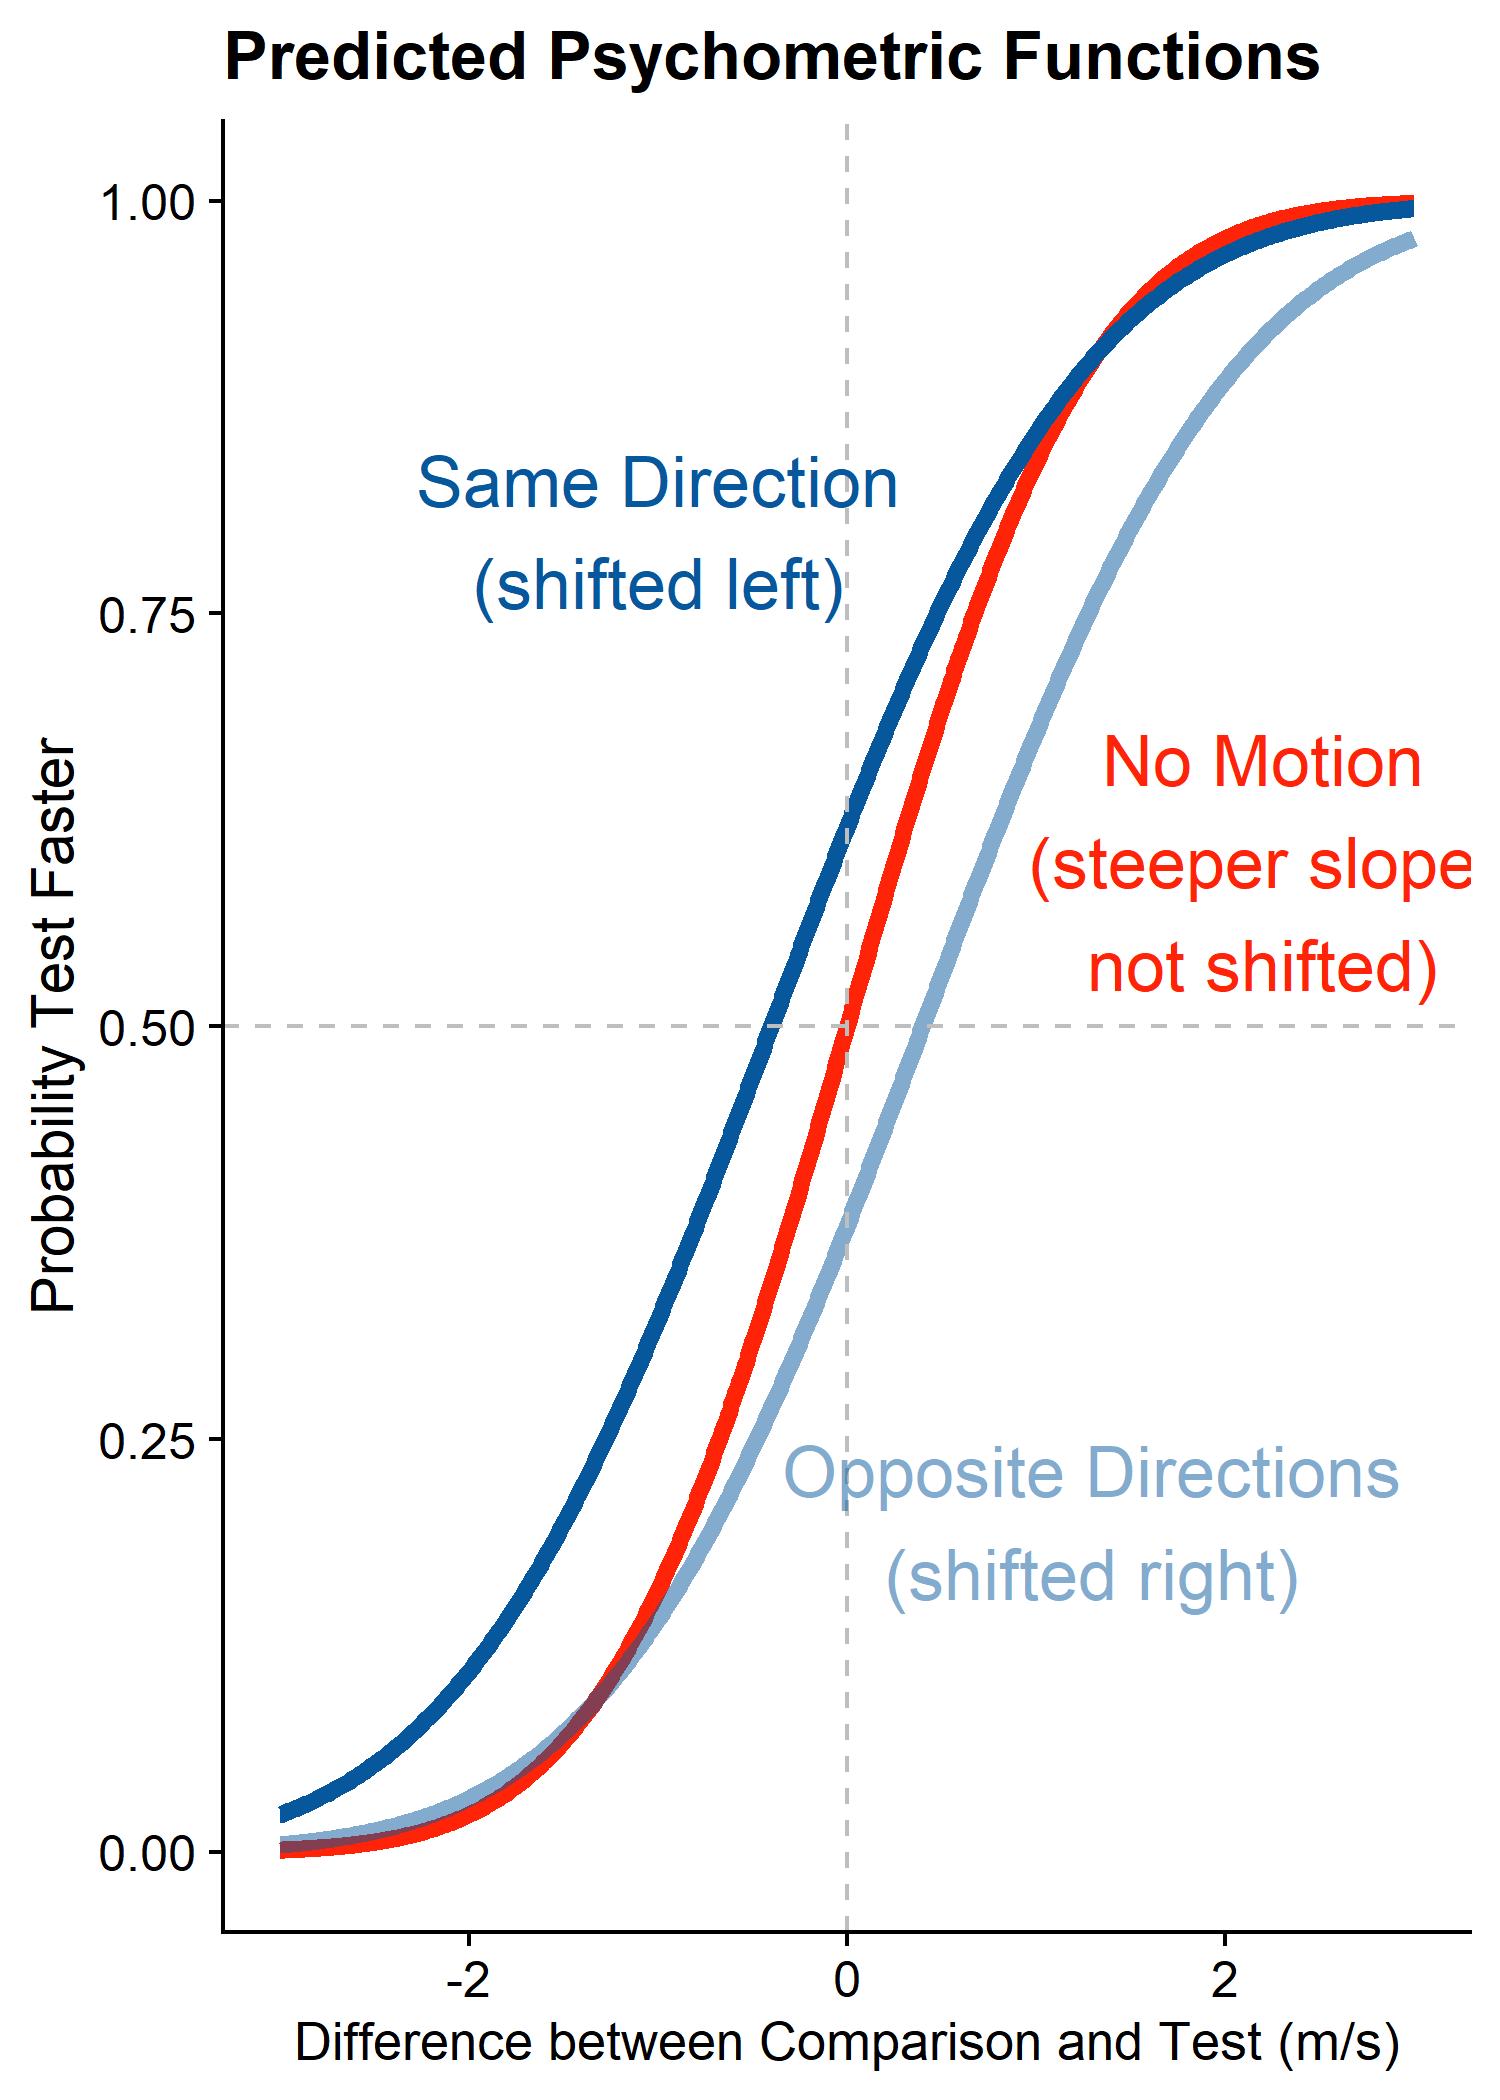 Predicted Psychometric Functions
1.00
0.75
0.50
0.25
0.00
Probability Test Faster
Same Direction
(shifted left)
No Motion
(steeper slope
not shifted)
Opposite Directions
(shifted right)
-2
0
2
Difference between Comparison and Test (m/s)